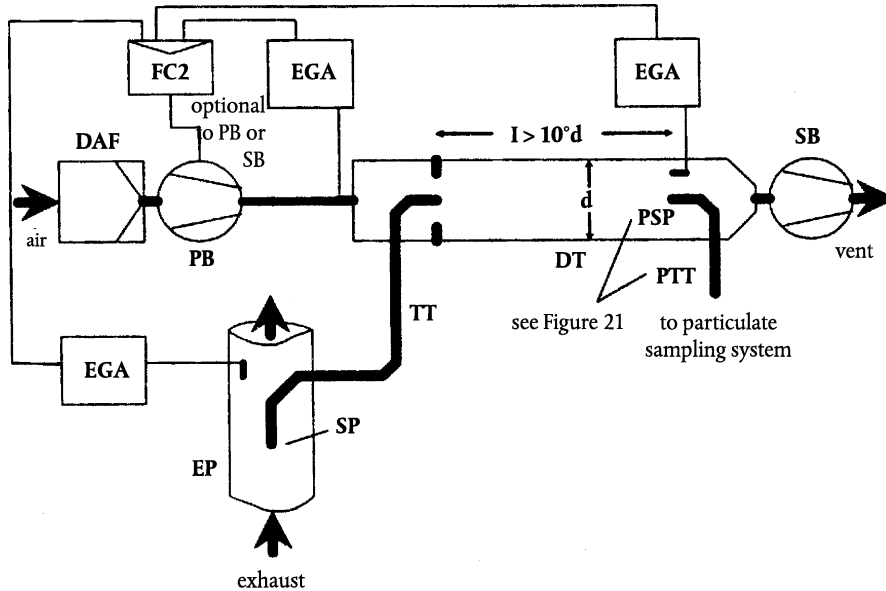 FC2
EGA
EGA
optional
to PB or
SB
DAF
l > 10°d
SB
air
PB
d
PSP
DT
PTT
vent
TT
see Figure 21
to particulate
sampling system
EGA
SP
EP
exhaust